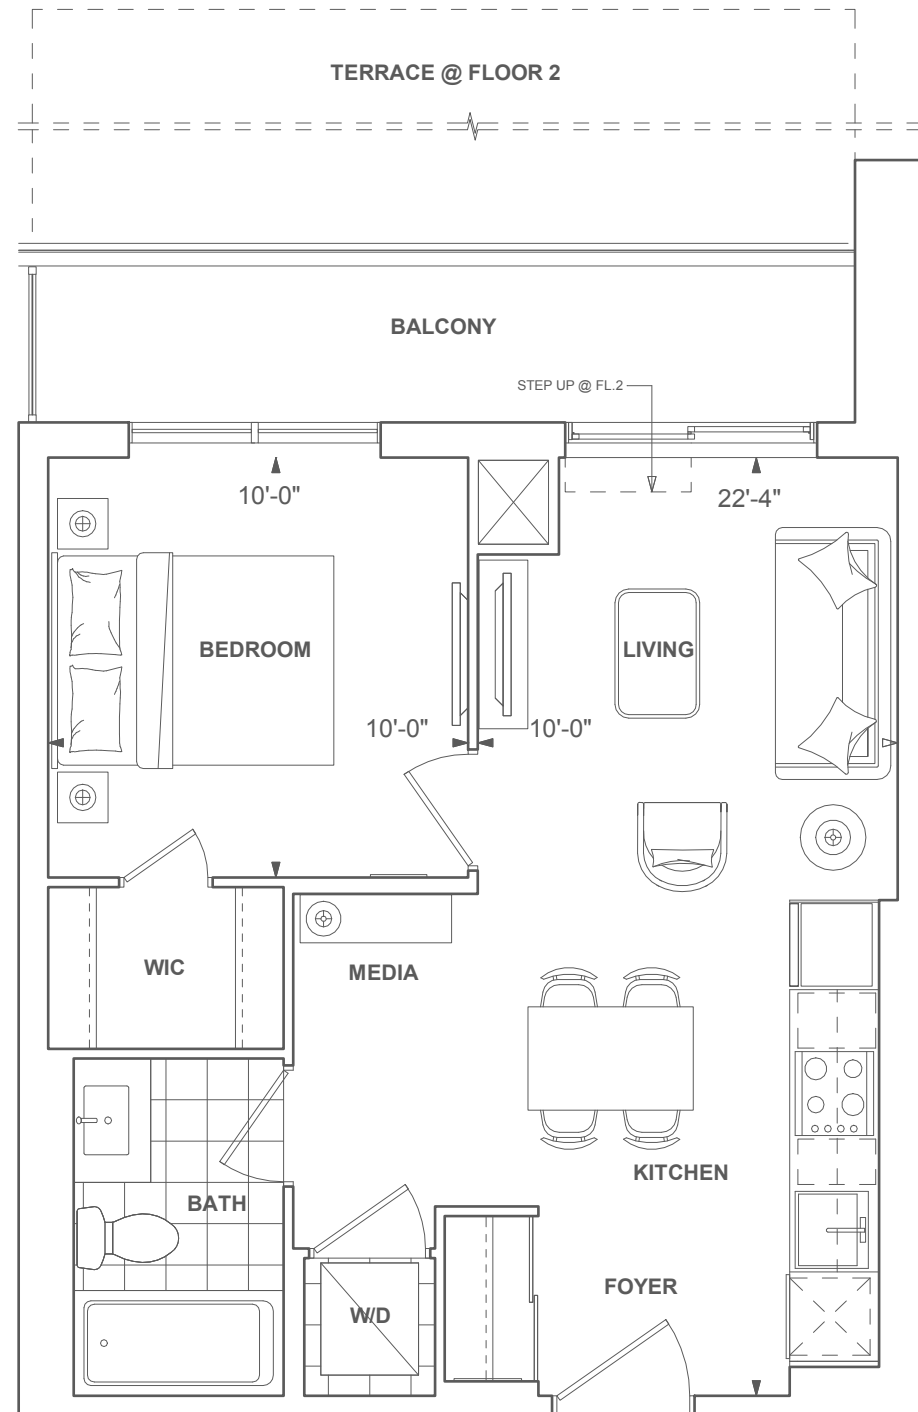 TERRACE @ FLOOR 2
BALCONY
STEP UP @ FL.2
10'-0"
22'-4"
BEDROOM
LIVING
10'-0"
10'-0"
WIC
MEDIA
KITCHEN
BATH
FOYER
W/D